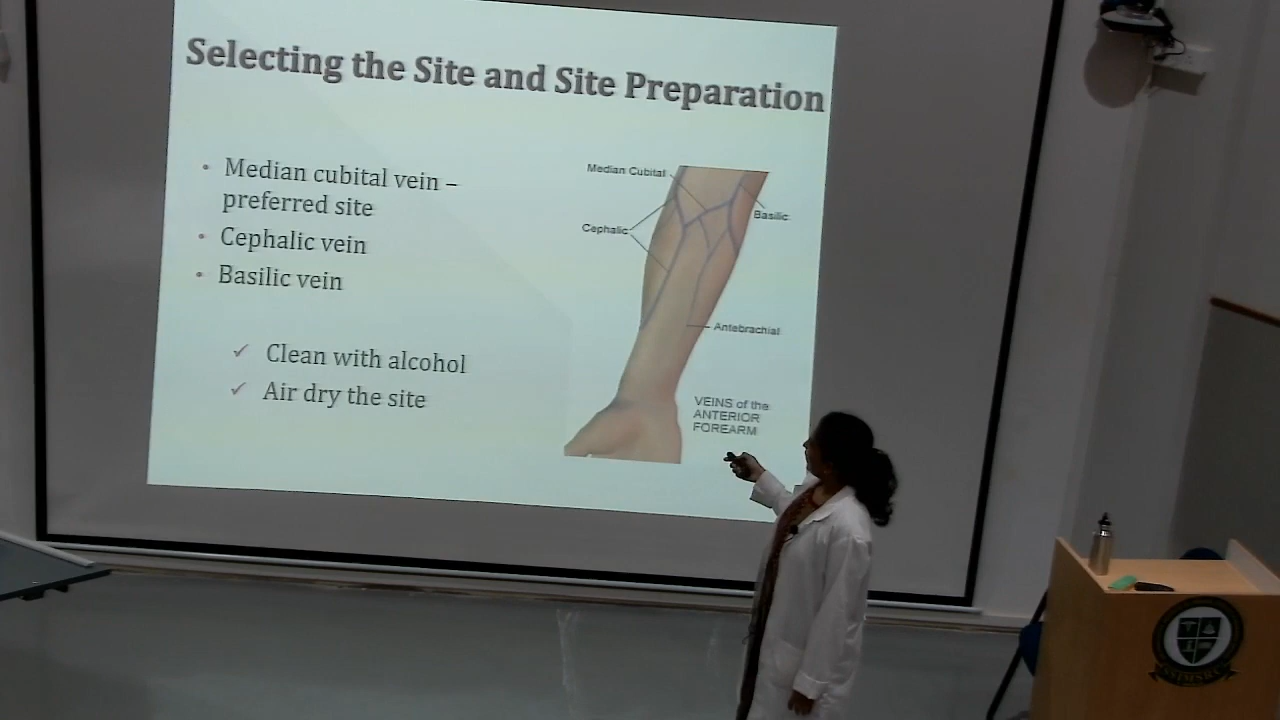 Selecting the Site and Site Preparation
• Median cubital vein –
preferred site
• Cephalic vein
• Basilic vein
✓ Clean with alcohol
✓ Air dry the site
Median Cubital
Basilic
Cephalic
Antebrachial
VEINS of the
ANTERIOR
FOREARM